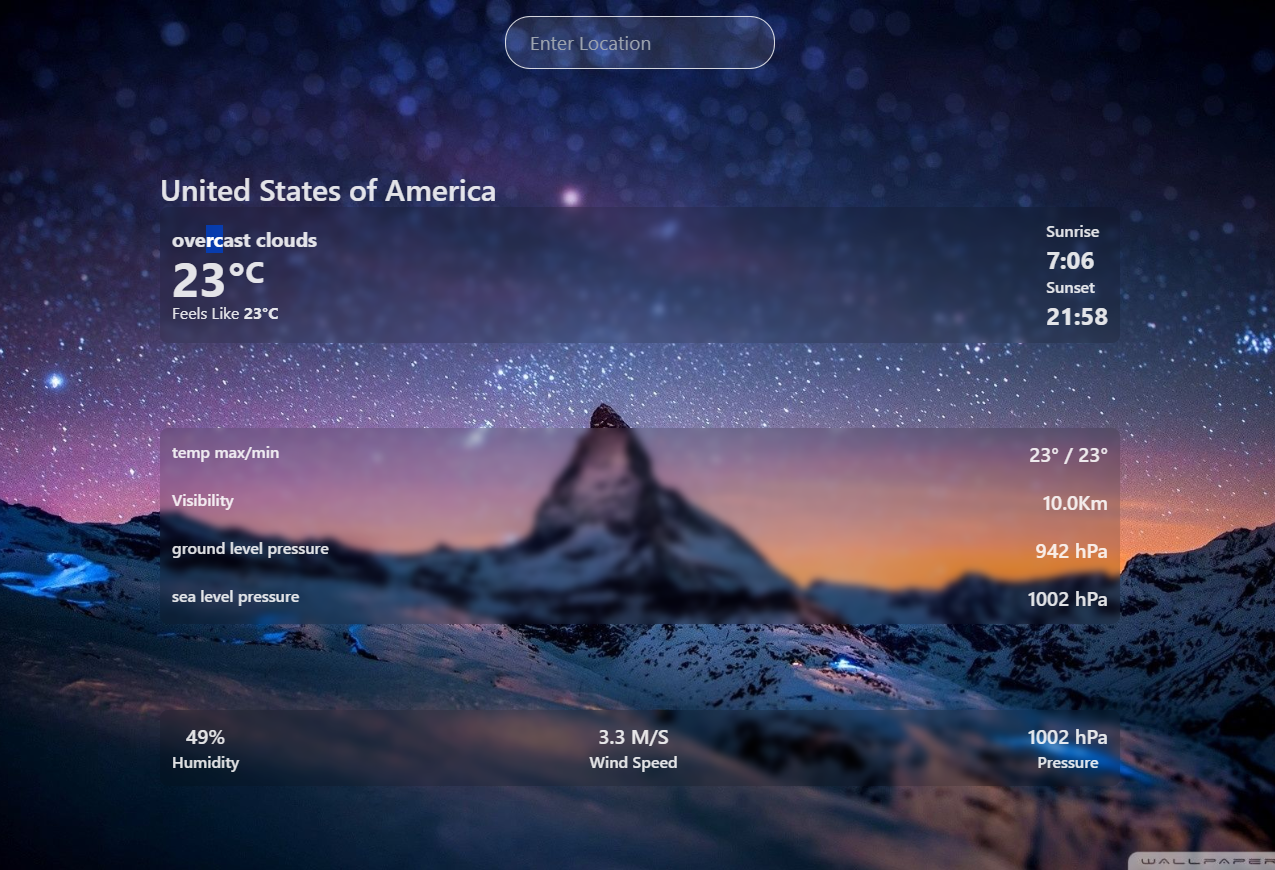 Enter Location
United States of America
overcast clouds
23°C
Feels Like 23°C
Sunrise
7:06
Sunset
21:58
temp max/min 23° / 23°
Visibility 10.0Km
ground level pressure 942 hPa
sea level pressure 1002 hPa
49% 3.3 M/S 1002 hPa
Humidity Wind Speed Pressure
WALLPAPER